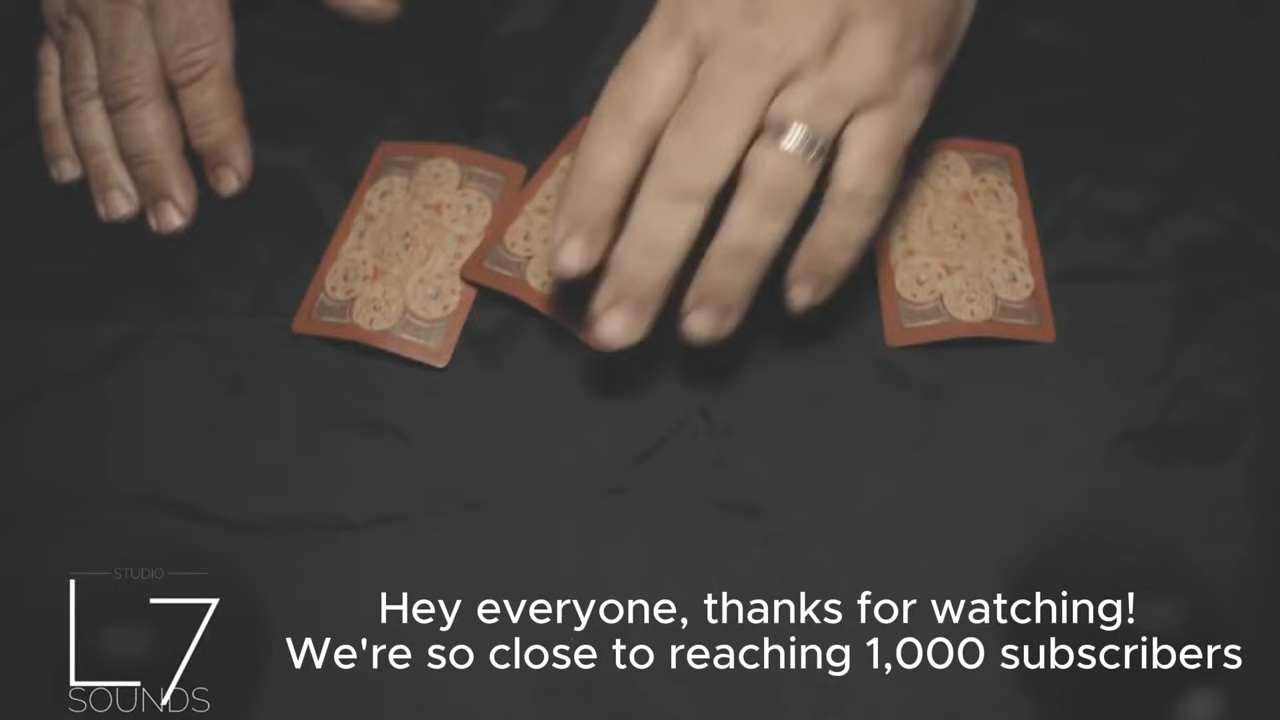 STUDIO
L7
SOUNDS
Hey everyone, thanks for watching!
We're so close to reaching 1,000 subscribers